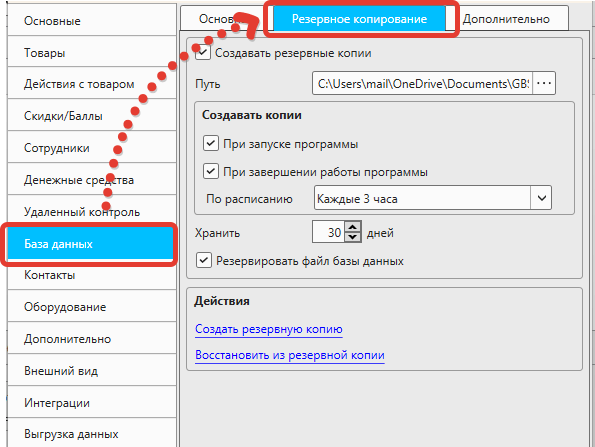 Основные
Товары
Действия с товаром
Скидки/Баллы
Сотрудники
Денежные средства
Удаленный контроль
База данных
Контакты
Оборудование
Дополнительно
Внешний вид
Интеграции
Выгрузка данных
Основн
Резервное копирование
Дополнительно
Создавать резервные копии
Путь
C:\Users\mail\OneDrive\Documents\GBS
...
Создавать копии
При запуске программы
При завершении работы программы
По расписанию
Каждые 3 часа
Хранить
30
дней
Резервировать файл базы данных
Действия
Создать резервную копию
Восстановить из резервной копии